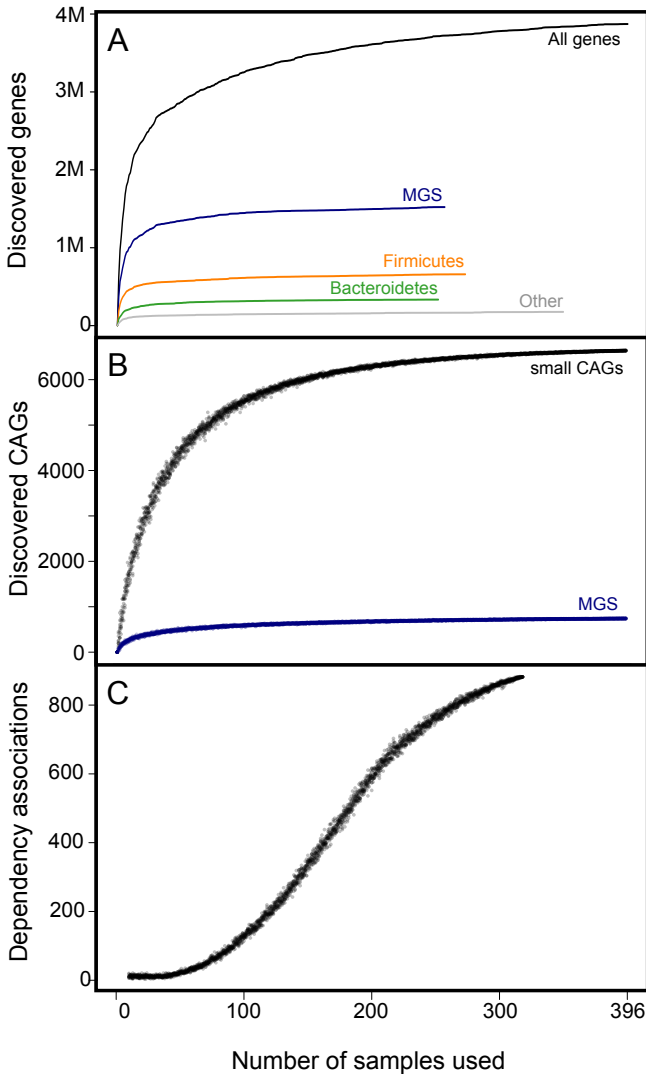 A
4M
3M
2M
1M
0
Discovered genes
All genes
MGS
Firmicutes
Bacteroidetes
Other
B
6000
4000
2000
0
Discovered CAGs
small CAGs
MGS
C
800
600
400
200
0
Dependency associations
0 100 200 300 396
Number of samples used